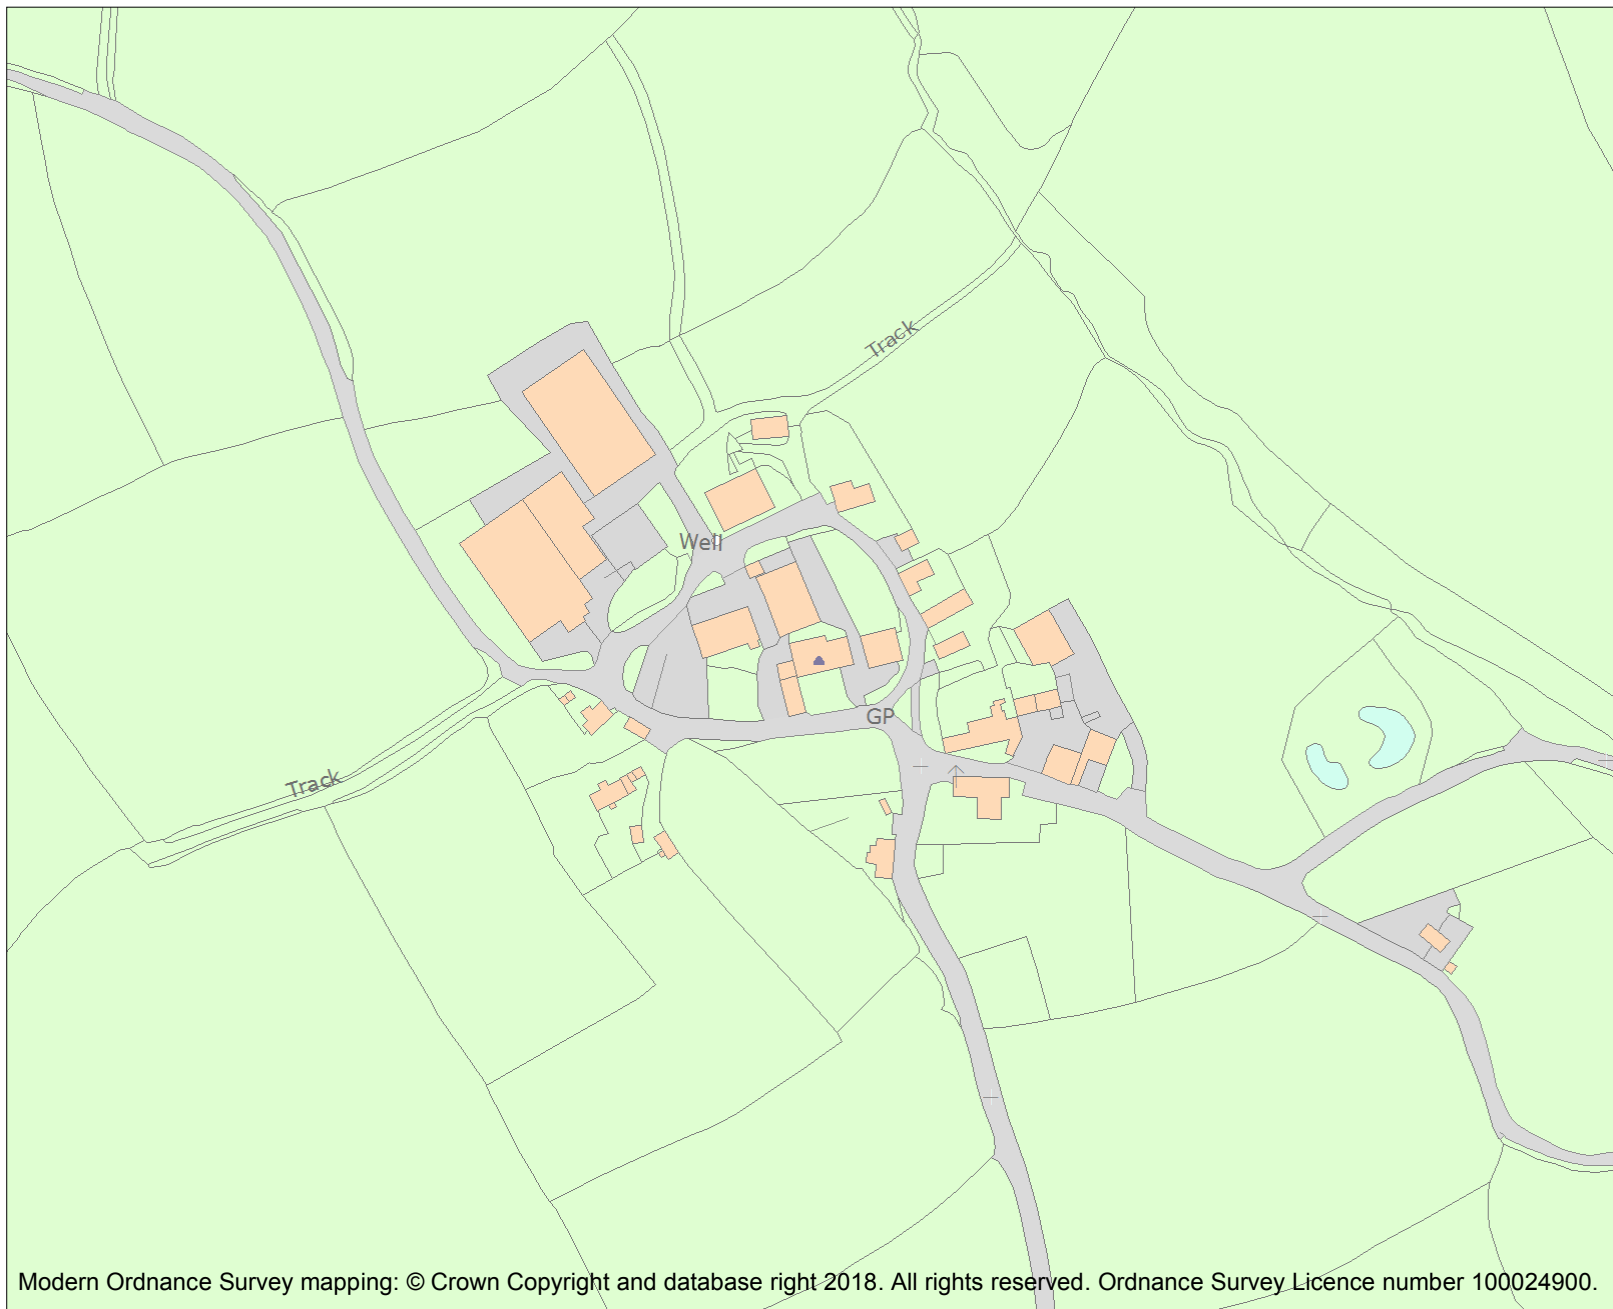 Track
Well
GP
Track
Modern Ordnance Survey mapping: © Crown Copyright and database right 2018. All rights reserved. Ordnance Survey Licence number 100024900.